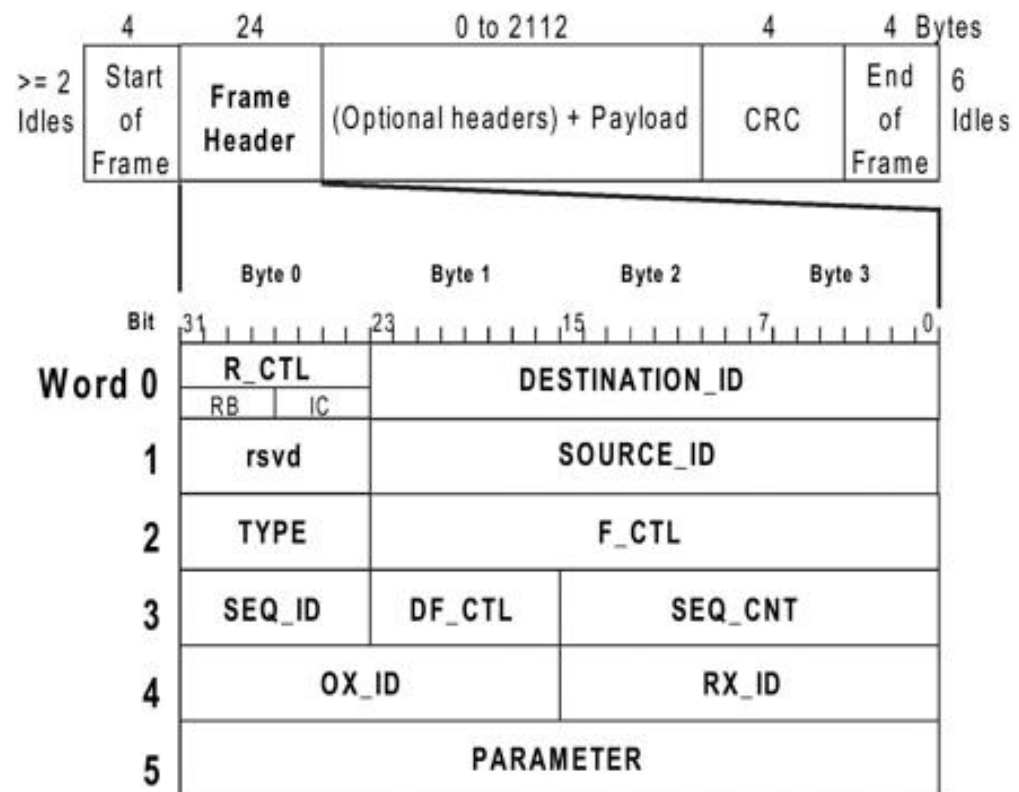 4 24 0 to 2112 4 4 Bytes
>= 2 Idles
Start of Frame
Frame Header
(Optional headers) + Payload
CRC
End of Frame
6 Idles
Byte 0 Byte 1 Byte 2 Byte 3
Bit 31 23 15 7 0
Word 0 R_CTL DESTINATION_ID
RB IC
1 rsvd SOURCE_ID
2 TYPE F_CTL
3 SEQ_ID DF_CTL SEQ_CNT
4 OX_ID RX_ID
5 PARAMETER